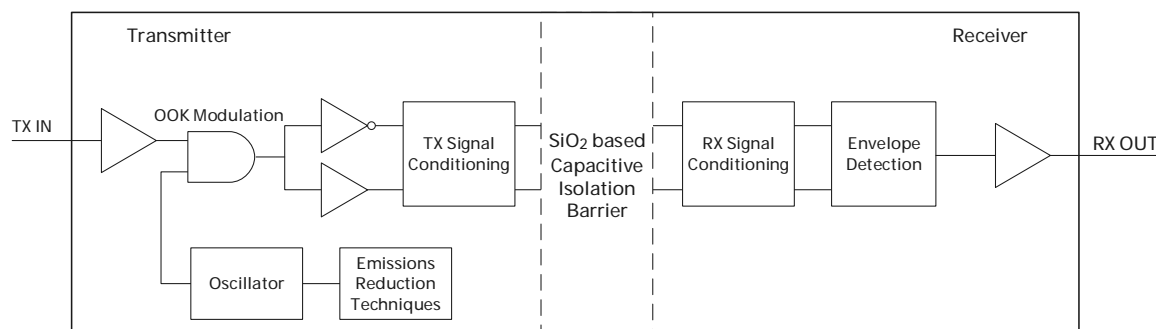 Transmitter
Receiver
OOK Modulation
TX IN
TX Signal
Conditioning
SiO₂ based
Capacitive
Isolation
Barrier
RX Signal
Conditioning
Envelope
Detection
RX OUT
Oscillator
Emissions
Reduction
Techniques